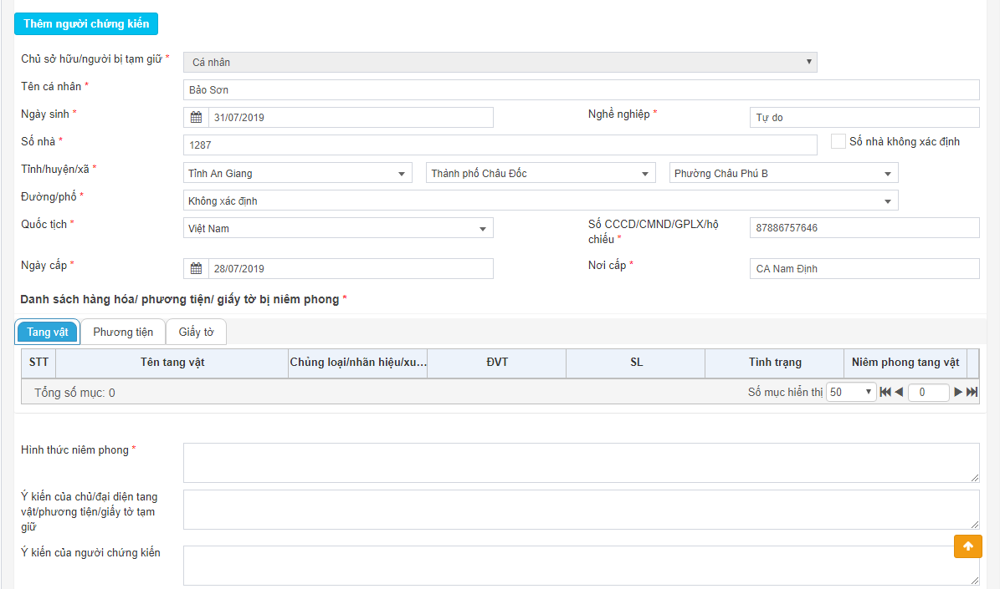 Thêm người chứng kiến
Chủ sở hữu/người bị tạm giữ * Cá nhân
Tên cá nhân * Bảo Sơn
Ngày sinh * 31/07/2019 Nghề nghiệp * Tự do
Số nhà * 1287 Số nhà không xác định
Tỉnh/huyện/xã * Tỉnh An Giang Thành phố Châu Đốc Phường Châu Phú B
Đường/phố * Không xác định
Quốc tịch * Việt Nam Số CCCD/CMND/GPLX/hộ
chiếu * 87886757646
Ngày cấp * 28/07/2019 Nơi cấp * CA Nam Định
Danh sách hàng hóa/ phương tiện/ giấy tờ bị niêm phong *
Tang vật Phương tiện Giấy tờ
STT Tên tang vật Chủng loại/nhãn hiệu/xu... ĐVT SL Tình trạng Niêm phong tang vật
Tổng số mục: 0 Số mục hiển thị 50 0
Hình thức niêm phong *
Ý kiến của chủ/đại diện tang
vật/phương tiện/giấy tờ tạm
giữ
Ý kiến của người chứng kiến